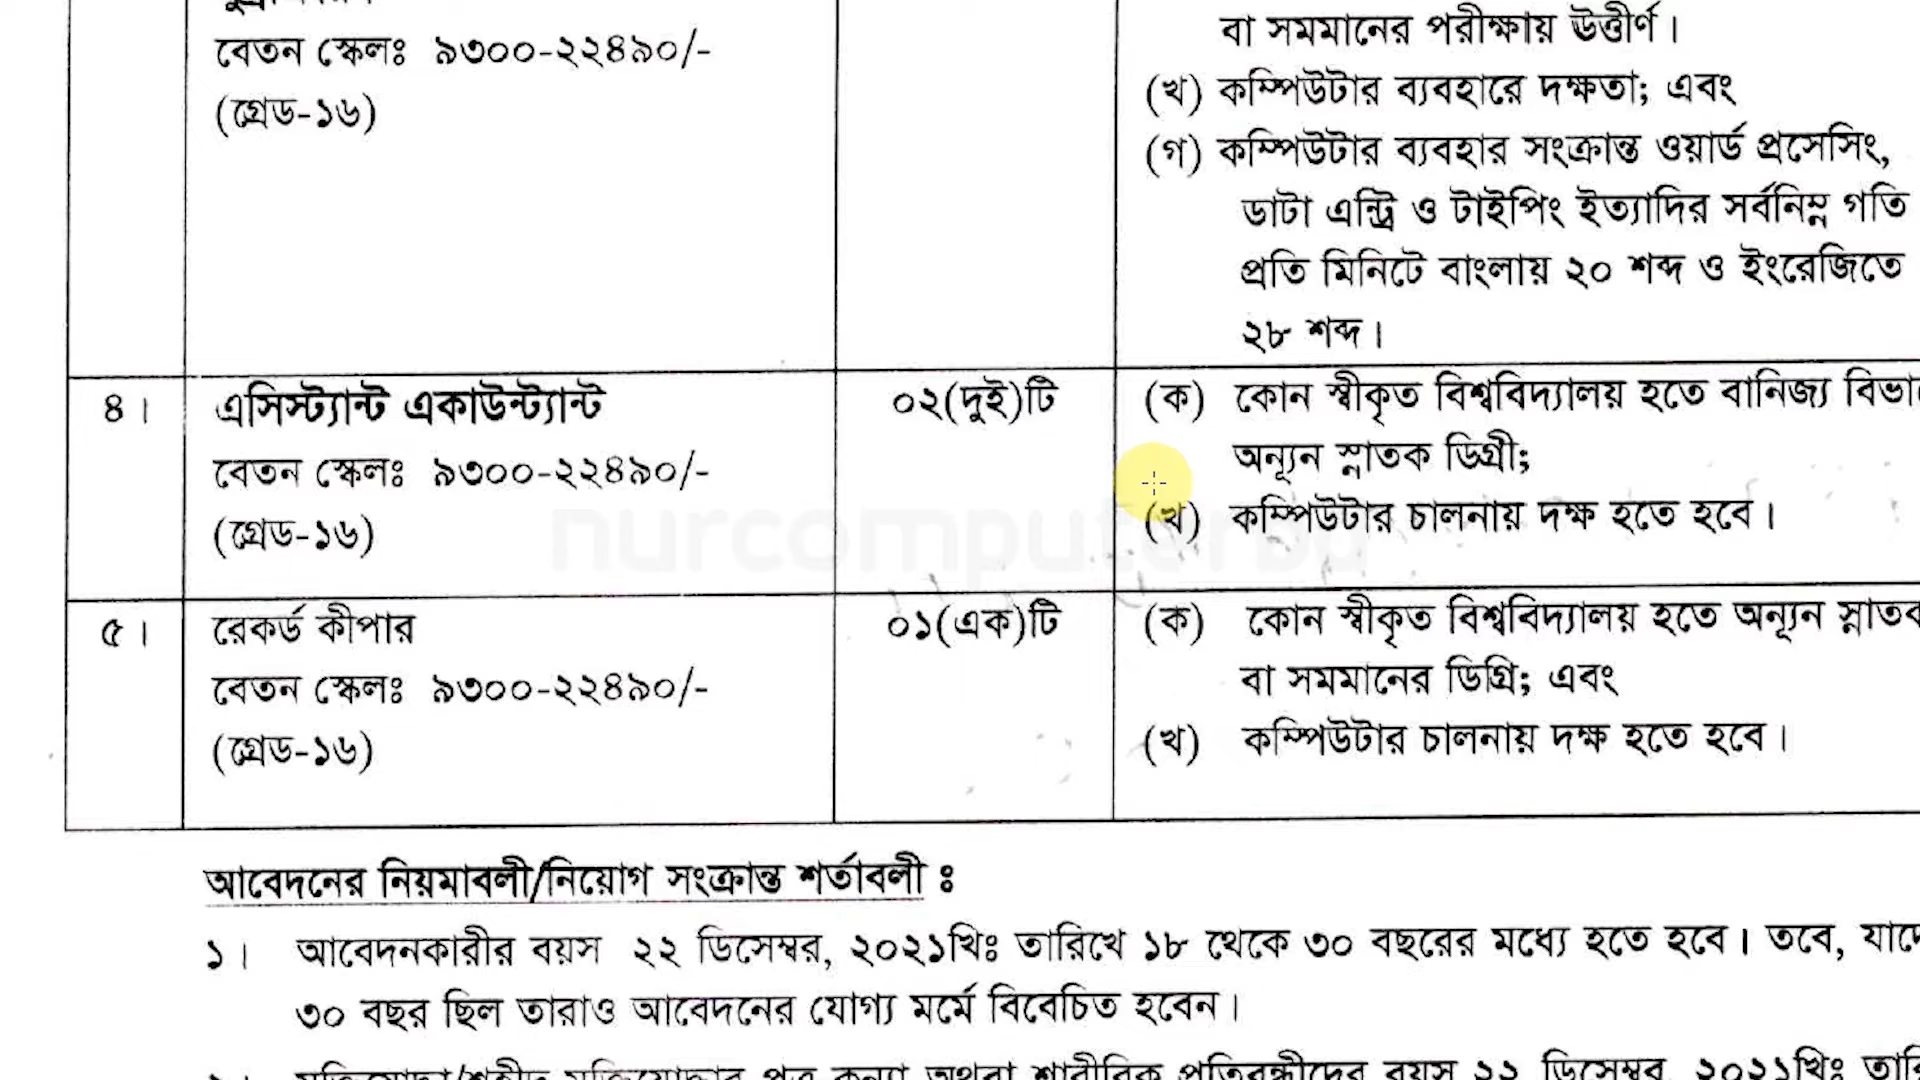 বেতন স্কেলঃ ৯৩০০-২২৪৯০/-
(গ্রেড-১৬)
বা সমমানের পরীক্ষায় উত্তীর্ণ।
(খ) কম্পিউটার ব্যবহারে দক্ষতা; এবং
(গ) কম্পিউটার ব্যবহার সংক্রান্ত ওয়ার্ড প্রসেসিং,
ডাটা এন্ট্রি ও টাইপিং ইত্যাদির সর্বনিম্ন গতি
প্রতি মিনিটে বাংলায় ২০ শব্দ ও ইংরেজিতে
২৮ শব্দ।
৪।
এসিস্ট্যান্ট একাউন্ট্যান্ট
বেতন স্কেলঃ ৯৩০০-২২৪৯০/-
(গ্রেড-১৬)
০২(দুই)টি
(ক) কোন স্বীকৃত বিশ্ববিদ্যালয় হতে বানিজ্য
অন্যূন স্নাতক ডিগ্রী;
(খ) কম্পিউটার চালনায় দক্ষ হতে হবে।
৫।
রেকর্ড কীপার
বেতন স্কেলঃ ৯৩০০-২২৪৯০/-
(গ্রেড-১৬)
০১(এক)টি
(ক) কোন স্বীকৃত বিশ্ববিদ্যালয় হতে অন্যূন
বা সমমানের ডিগ্রি; এবং
(খ) কম্পিউটার চালনায় দক্ষ হতে হবে।
আবেদনের নিয়মাবলী/নিয়োগ সংক্রান্ত শর্তাবলী ঃ
১। আবেদনকারীর বয়স ২২ ডিসেম্বর, ২০২১খিঃ তারিখে ১৮ থেকে ৩০ বছরের মধ্যে হতে হবে। তবে,
৩০ বছর ছিল তারাও আবেদনের যোগ্য মর্মে বিবেচিত হবেন।